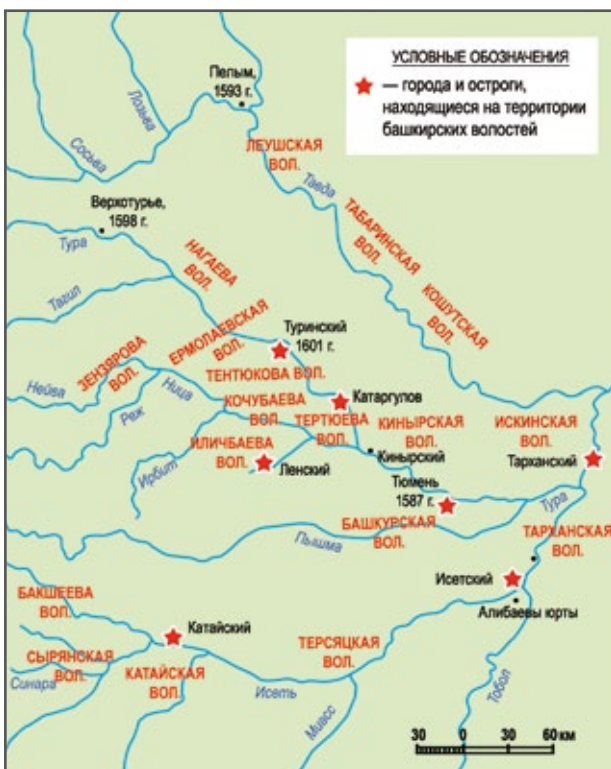 УСЛОВНЫЕ ОБОЗНАЧЕНИЯ
— города и остроги,
находящиеся на территории
башкирских волостей
Пелым,
1593 г.
Лозьва
Сосьва
ЛЕУШСКАЯ
ВОЛ.
Тавда
Верхотурье,
1598 г.
Тура
ТАБАРИНСКАЯ
ВОЛ.
НАГАЕВА
ВОЛ.
КОШУТСКАЯ
ВОЛ.
Тагил
ЕРМОЛАЕВСКАЯ
ВОЛ.
Туринский
1601 г.
ЗЕНЗЯРОВА
ВОЛ.
ТЕНТЮКОВА ВОЛ.
Нейва
Ница
Реж
Катаргулов
КОЧУБАЕВА
ВОЛ.
ТЕРТЮЕВА
ВОЛ.
КИНЫРСКАЯ
ВОЛ.
ИСКИНСКАЯ
ВОЛ.
ИЛИЧБАЕВА
ВОЛ.
Ирбит
Ленский
Кинырский
Тарханский
Тюмень
1587 г.
Тура
БАШКУРСКАЯ
ВОЛ.
Пышма
ТАРХАНСКАЯ
ВОЛ.
Исетский
Алибаевы юрты
БАКШЕЕВА
ВОЛ.
Катайский
СЫРЯНСКАЯ
ВОЛ.
Синара
КАТАЙСКАЯ
ВОЛ.
ТЕРСЯЦКАЯ
ВОЛ.
Исеть
Миасс
Тобол
30 0 30 60 км